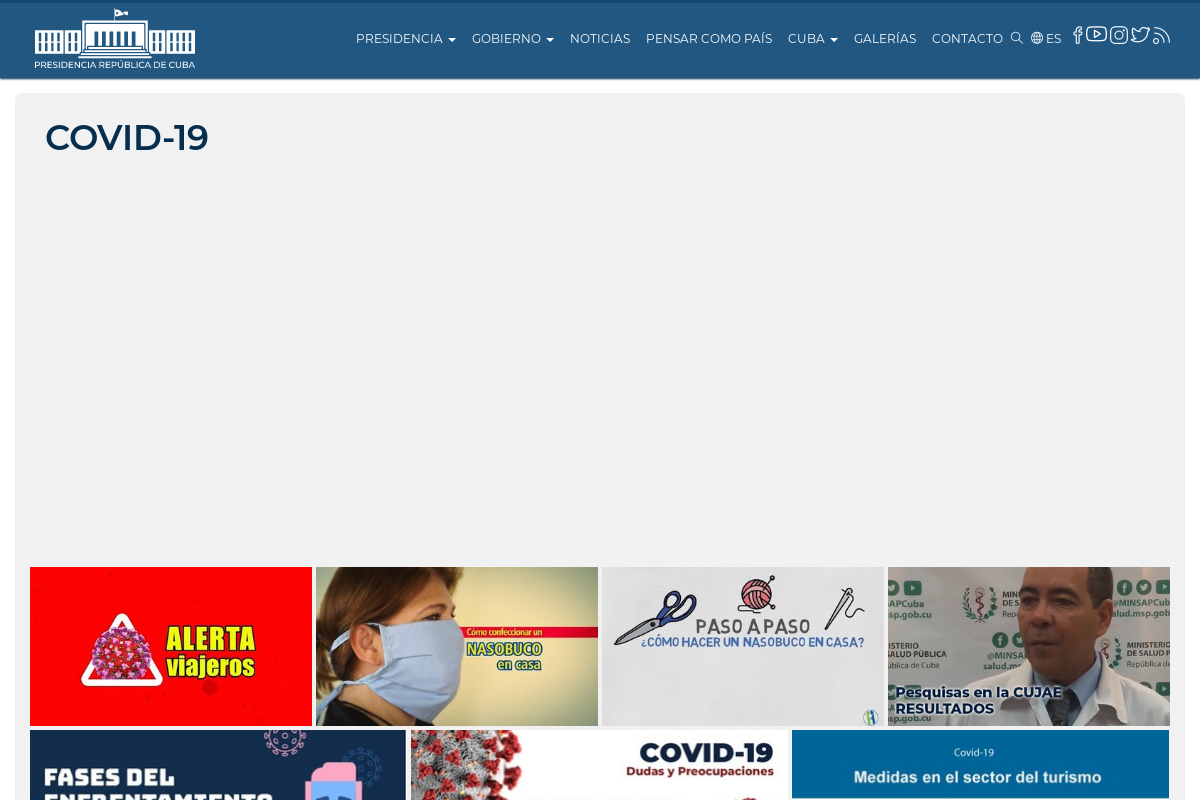 PRESIDENCIA REPÚBLICA DE CUBA
PRESIDENCIA
GOBIERNO
NOTICIAS
PENSAR COMO PAÍS
CUBA
GALERÍAS
CONTACTO
ES
COVID-19
ALERTA
viajeros
Cómo confeccionar un
NASOBUCO
en casa
PASO A PASO
¿CÓMO HACER UN NASOBUCO EN CASA?
@MINSAPCub
salud.msp.gob.cu
MINISTERIO
DE SALUD PÚBLICA
República de Cuba
Pesquisas en la CUJAE
RESULTADOS
FASES DEL
ENFRENTAMIENTO
COVID-19
Dudas y Preocupaciones
Covid-19
Medidas en el sector del turismo